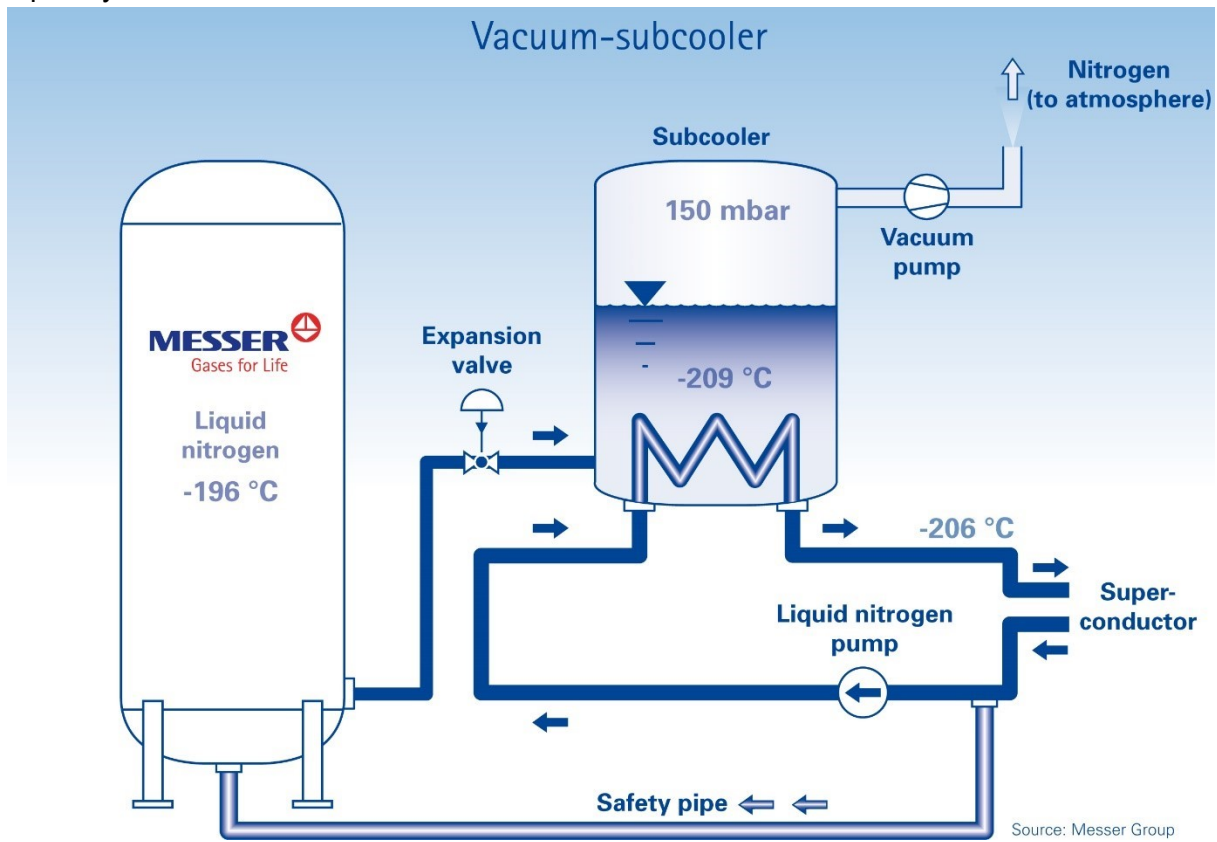 Vacuum-subcooler
Nitrogen
(to atmosphere)
Subcooler
150 mbar
Vacuum
pump
MESSER
Gases for Life
Expansion
valve
-209 °C
Liquid
nitrogen
-196 °C
-206 °C
Super-
conductor
Liquid nitrogen
pump
Safety pipe
Source: Messer Group